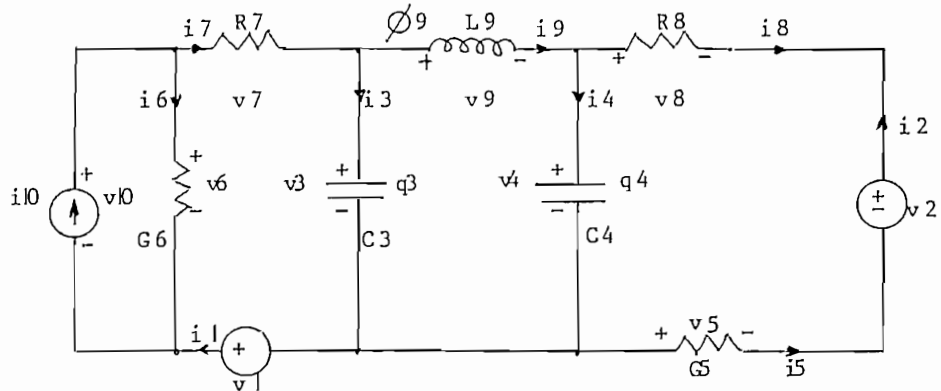 i7 R7 Ø9 L9 i9 R8 i8
+ - + -
i6 v7 i3 v9 i4 v8 i2
+ + + +
i10 v10 v6 v3 q3 v4 q4 + - v2
- - - -
G6 C3 C4
i1 + + v5 -
v1 G5 i5